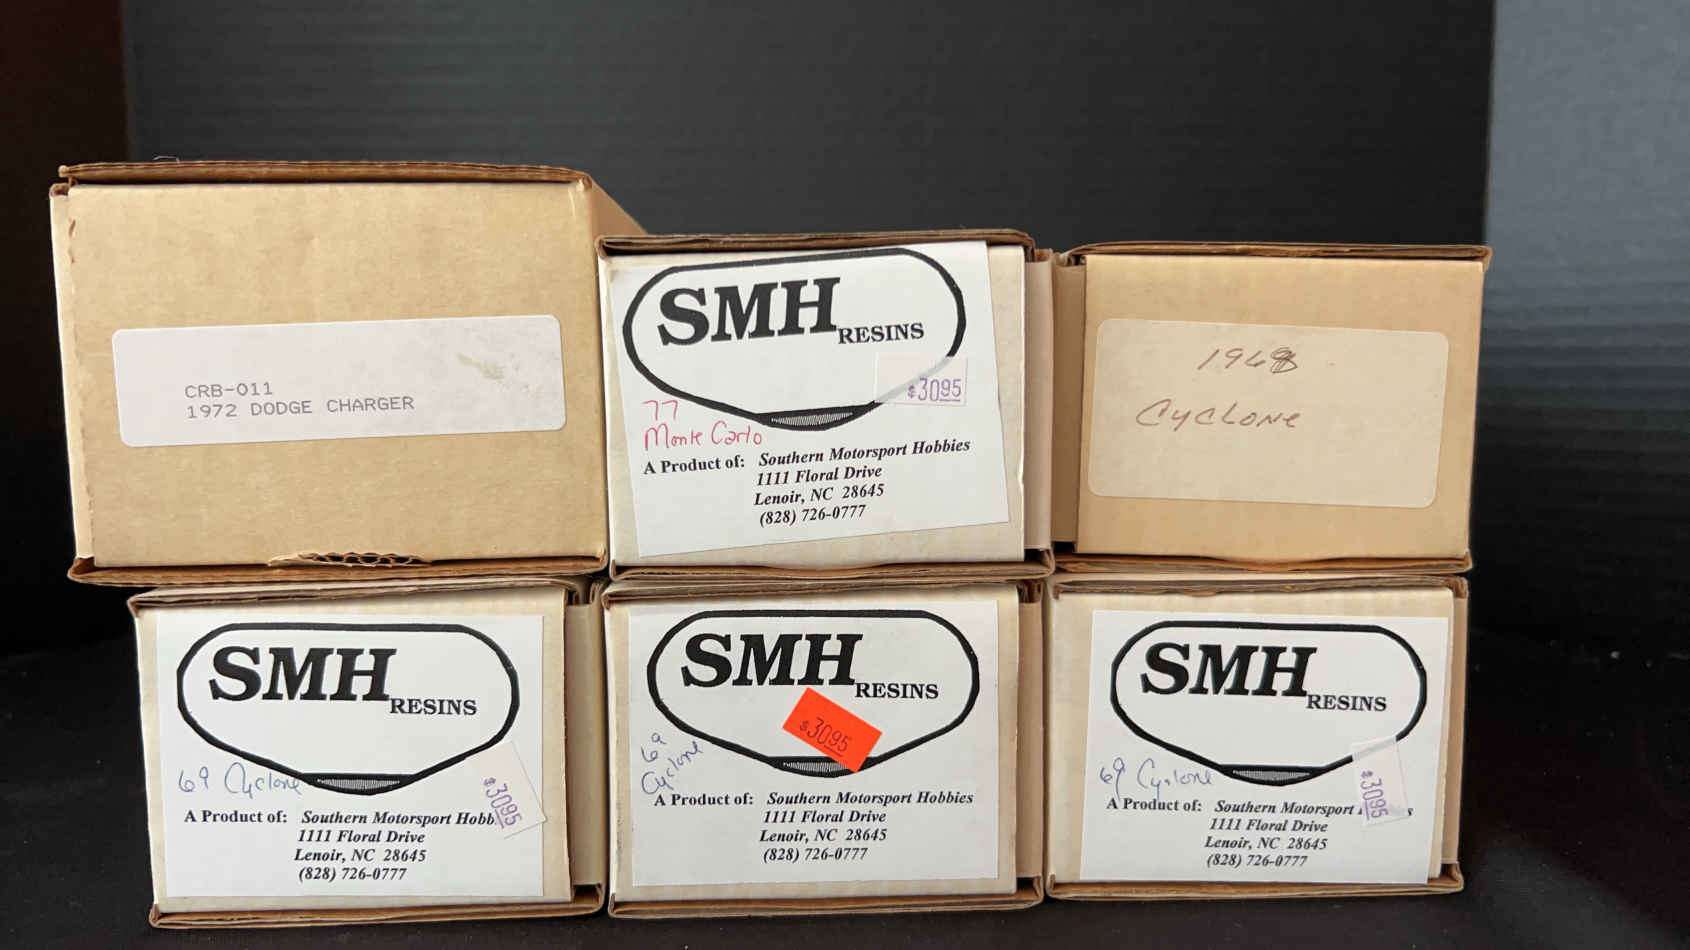 CRB-011
1972 DODGE CHARGER
SMH
RESINS
$3095
77
Monte Carlo
A Product of: Southern Motorsport Hobbies
1111 Floral Drive
Lenoir, NC 28645
(828) 726-0777
Cyclone
SMH
RESINS
69 Cyclone
$3095
A Product of: Southern Motorsport
1111 Floral Drive
Lenoir, NC 28645
(828) 726-0777
SMH
RESINS
$3095
69
Cyclone
A Product of: Southern Motorsport Hobbies
1111 Floral Drive
Lenoir, NC 28645
(828) 726-0777
SMH
RESINS
69 Cyclone
$3095
A Product of: Southern Motorsport
1111 Floral Drive
Lenoir, NC 28645
(828) 726-0777